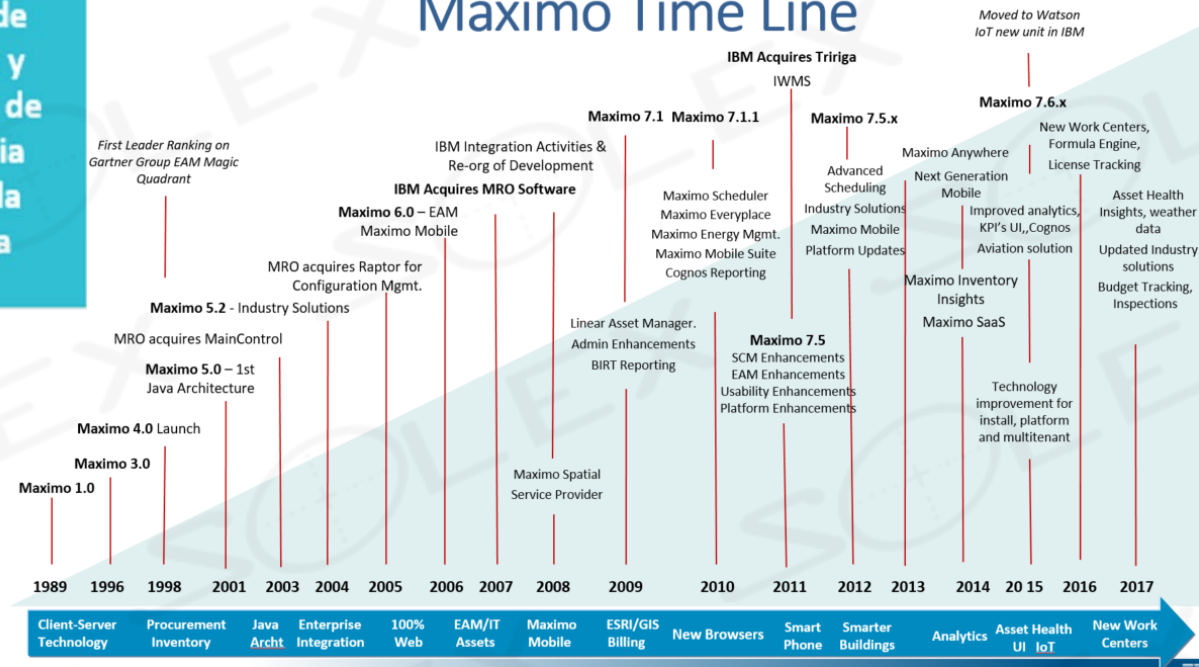 de
y
de
ia
la
a
Maximo Time Line
Moved to Watson
IoT new unit in IBM
IBM Acquires Tririga
IWMS
Maximo 7.6.x
Maximo 7.1
Maximo 7.1.1
Maximo 7.5.x
New Work Centers,
Formula Engine,
License Tracking
First Leader Ranking on
Gartner Group EAM Magic
Quadrant
IBM Integration Activities &
Re-org of Development
IBM Acquires MRO Software
Maximo Anywhere
Next Generation
Mobile
Advanced
Scheduling
Industry Solutions
Maximo Mobile
Platform Updates
Maximo Scheduler
Maximo Everyplace
Maximo Energy Mgmt.
Maximo Mobile Suite
Cognos Reporting
Asset Health
Insights, weather
data
Updated Industry
solutions
Budget Tracking,
Inspections
Improved analytics,
KPI's UI,,Cognos
Aviation solution
Maximo 6.0 – EAM
Maximo Mobile
MRO acquires Raptor for
Configuration Mgmt.
Maximo Inventory
Insights
Maximo SaaS
Maximo 5.2 - Industry Solutions
MRO acquires MainControl
Linear Asset Manager.
Admin Enhancements
BIRT Reporting
Maximo 7.5
SCM Enhancements
EAM Enhancements
Usability Enhancements
Platform Enhancements
Maximo 5.0 – 1st
Java Architecture
Technology
improvement for
install, platform
and multitenant
Maximo 4.0 Launch
Maximo 3.0
Maximo 1.0
Maximo Spatial
Service Provider
1989 1996 1998 2001 2003 2004 2005 2006 2007 2008 2009 2010 2011 2012 2013 2014 20 15 2016 2017
Client-Server
Technology
Procurement
Inventory
Java
Archt
Enterprise
Integration
100%
Web
EAM/IT
Assets
Maximo
Mobile
ESRI/GIS
Billing
New Browsers
Smart
Phone
Smarter
Buildings
Analytics
Asset Health
UI IoT
New Work
Centers
SOLEX
SOLEX
SOLEX